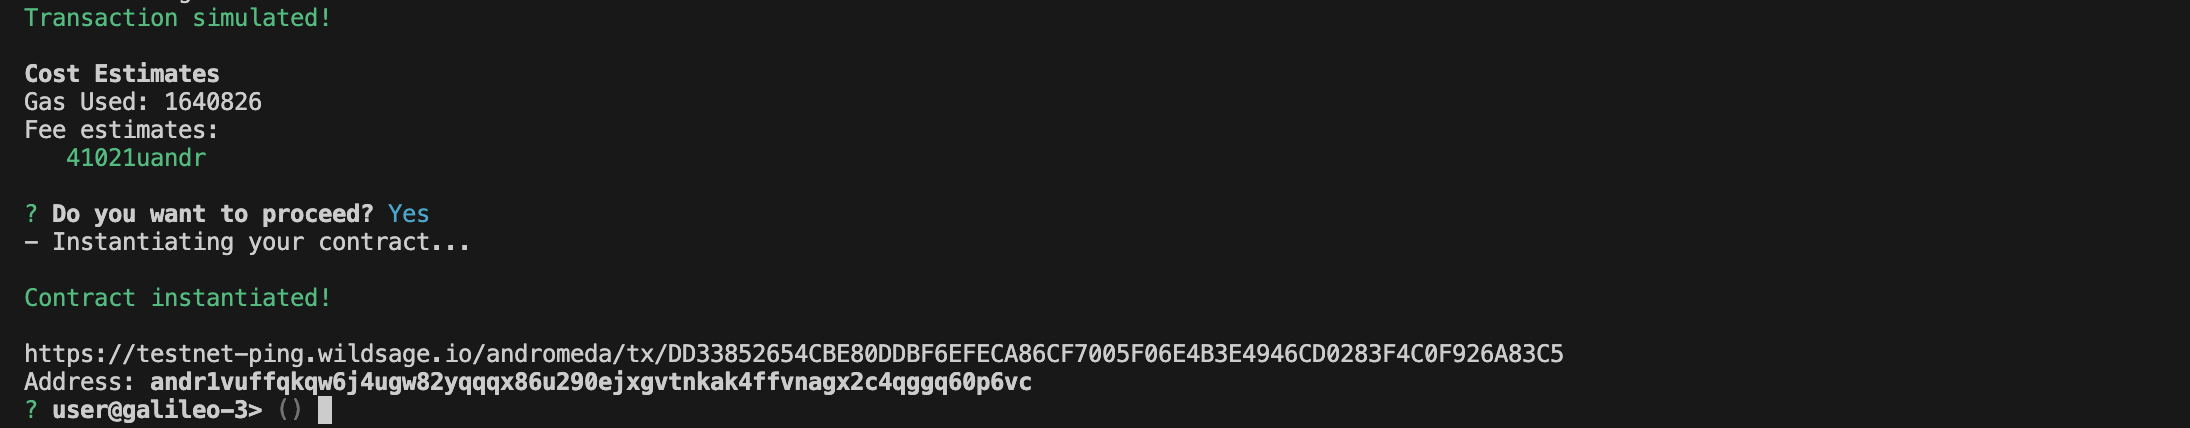 Transaction simulated!
Cost Estimates
Gas Used: 1640826
Fee estimates:
41021uandr
? Do you want to proceed? Yes
- Instantiating your contract...
Contract instantiated!
https://testnet-ping.wildsage.io/andromeda/tx/DD33852654CBE80DDBF6EFECA86CF7005F06E4B3E4946CD0283F4C0F926A83C5
Address: andr1vuffqkqw6j4ugw82yqqqx86u290ejxgvtnkak4ffvnagx2c4qggq60p6vc
? user@galileo-3> ()